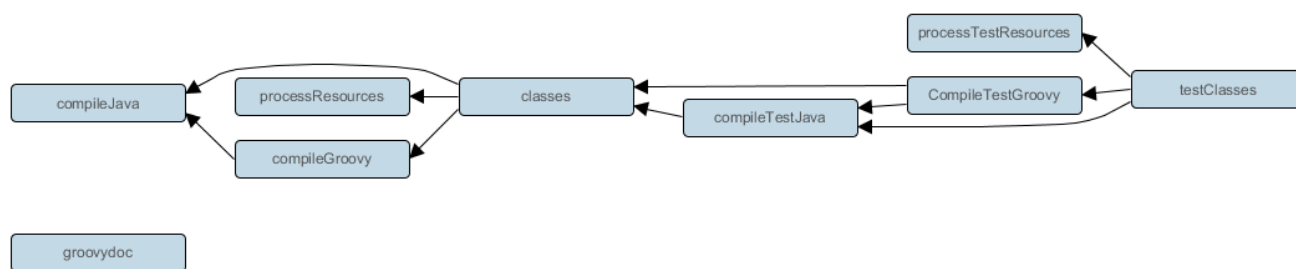 processTestResources
compileJava
processResources
classes
CompileTestGroovy
testClasses
compileTestJava
compileGroovy
groovydoc